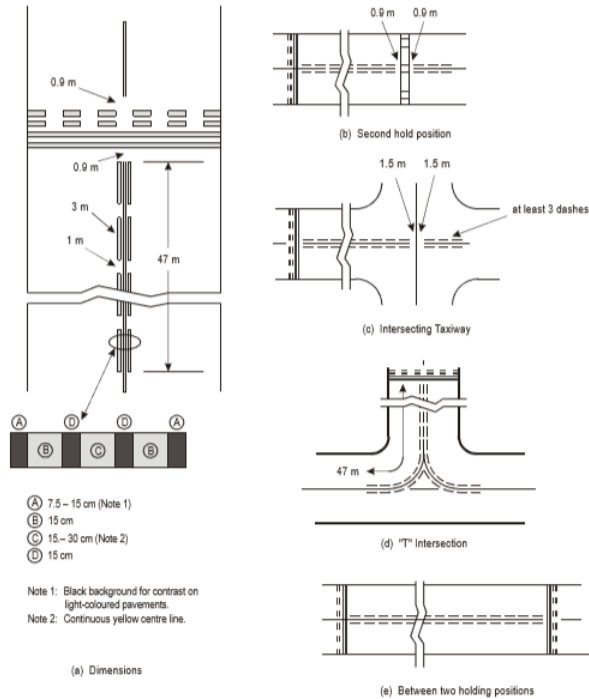 0.9 m
0.9 m
3 m
1 m
47 m
A
D
D
A
B
C
B
A 7.5 – 15 cm (Note 1)
B 15 cm
C 15.– 30 cm (Note 2)
D 15 cm
Note 1: Black background for contrast on
light-coloured pavements.
Note 2: Continuous yellow centre line.
(a) Dimensions
0.9 m 0.9 m
(b) Second hold position
1.5 m 1.5 m
at least 3 dashes
(c) Intersecting Taxiway
47 m
(d) "T" Intersection
(e) Between two holding positions